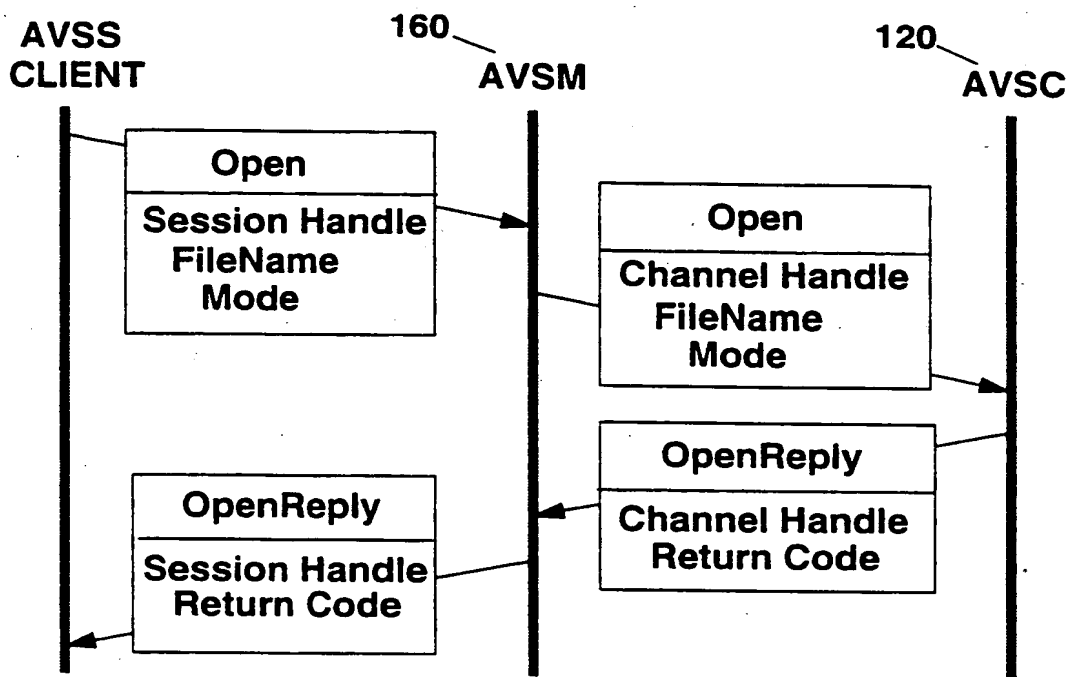 AVSS
CLIENT
160
AVSM
120
AVSC
Open
Session Handle
FileName
Mode
Open
Channel Handle
FileName
Mode
OpenReply
Channel Handle
Return Code
OpenReply
Session Handle
Return Code